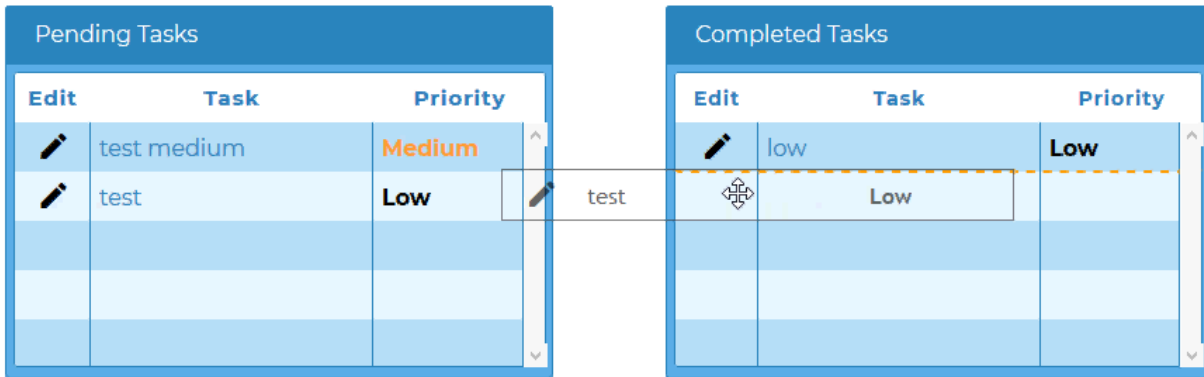 Pending Tasks
Edit Task Priority
test medium Medium
test Low
test Low
Completed Tasks
Edit Task Priority
low Low